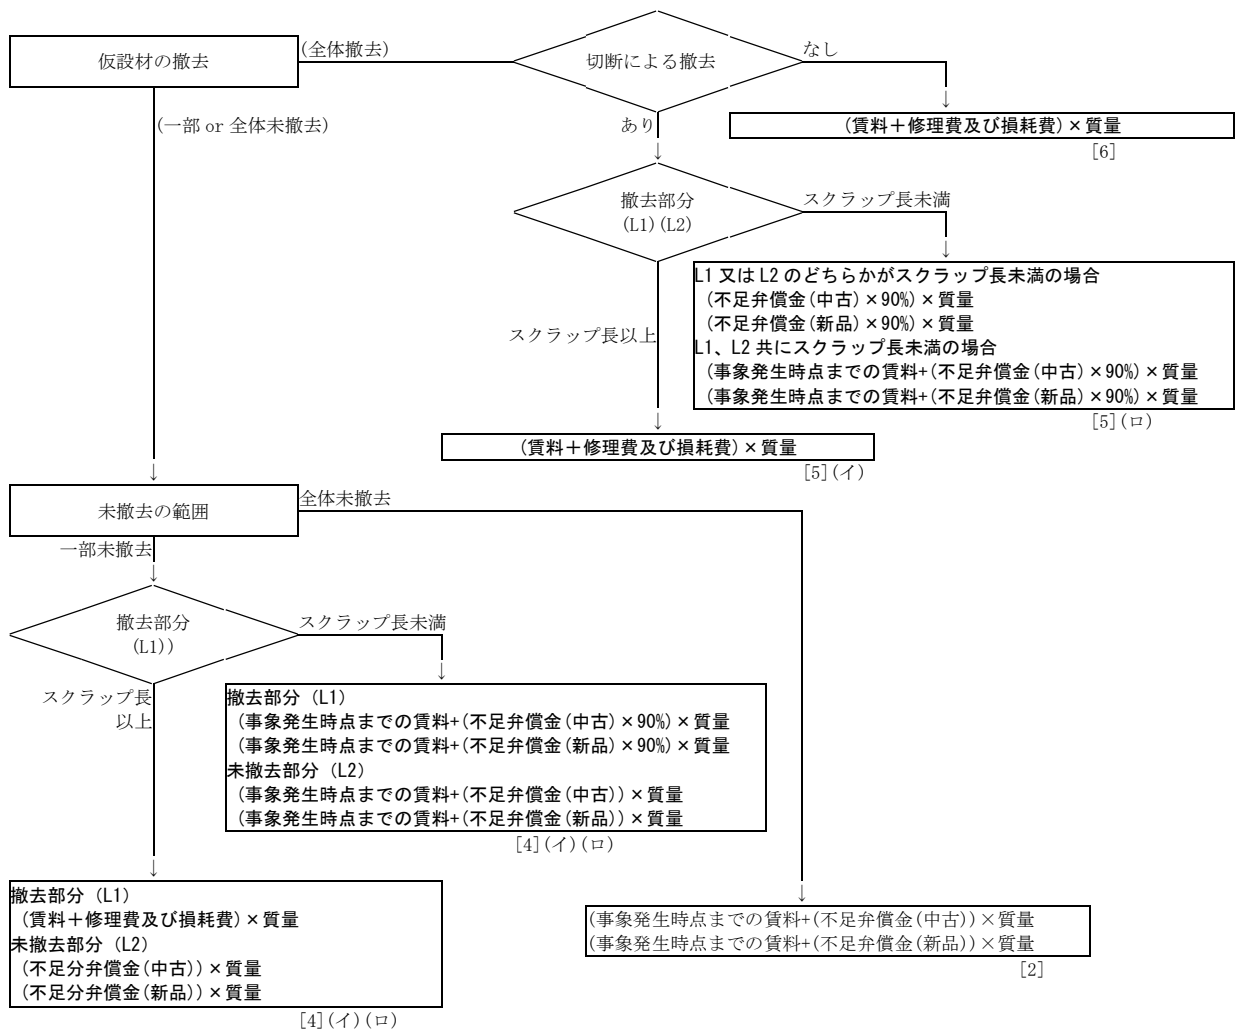 仮設材の撤去
(全体撤去)
切断による撤去
なし
↓
(一部 or 全体未撤去)
あり
(賃料＋修理費及び損耗費)×質量
[6]
↓
撤去部分
(L1)(L2)
スクラップ長未満
↓
L1 又は L2 のどちらかがスクラップ長未満の場合
(不足弁償金(中古)×90%)×質量
(不足弁償金(新品)×90%)×質量
L1、L2 共にスクラップ長未満の場合
(事象発生時点までの賃料+(不足弁償金(中古)×90%)×質量
(事象発生時点までの賃料+(不足弁償金(新品)×90%)×質量
[5](ロ)
スクラップ長以上
↓
(賃料＋修理費及び損耗費)×質量
[5](イ)
↓
未撤去の範囲
全体未撤去
一部未撤去
↓
撤去部分
(L1))
スクラップ長未満
↓
スクラップ長
以上
撤去部分（L1）
(事象発生時点までの賃料+(不足弁償金(中古)×90%)×質量
(事象発生時点までの賃料+(不足弁償金(新品)×90%)×質量
未撤去部分（L2）
(事象発生時点までの賃料+(不足弁償金(中古))×質量
(事象発生時点までの賃料+(不足弁償金(新品))×質量
[4](イ)(ロ)
↓
撤去部分（L1）
(賃料＋修理費及び損耗費)×質量
未撤去部分（L2）
(不足分弁償金(中古))×質量
(不足分弁償金(新品))×質量
[4](イ)(ロ)
↓
(事象発生時点までの賃料+(不足弁償金(中古))×質量
(事象発生時点までの賃料+(不足弁償金(新品))×質量
[2]